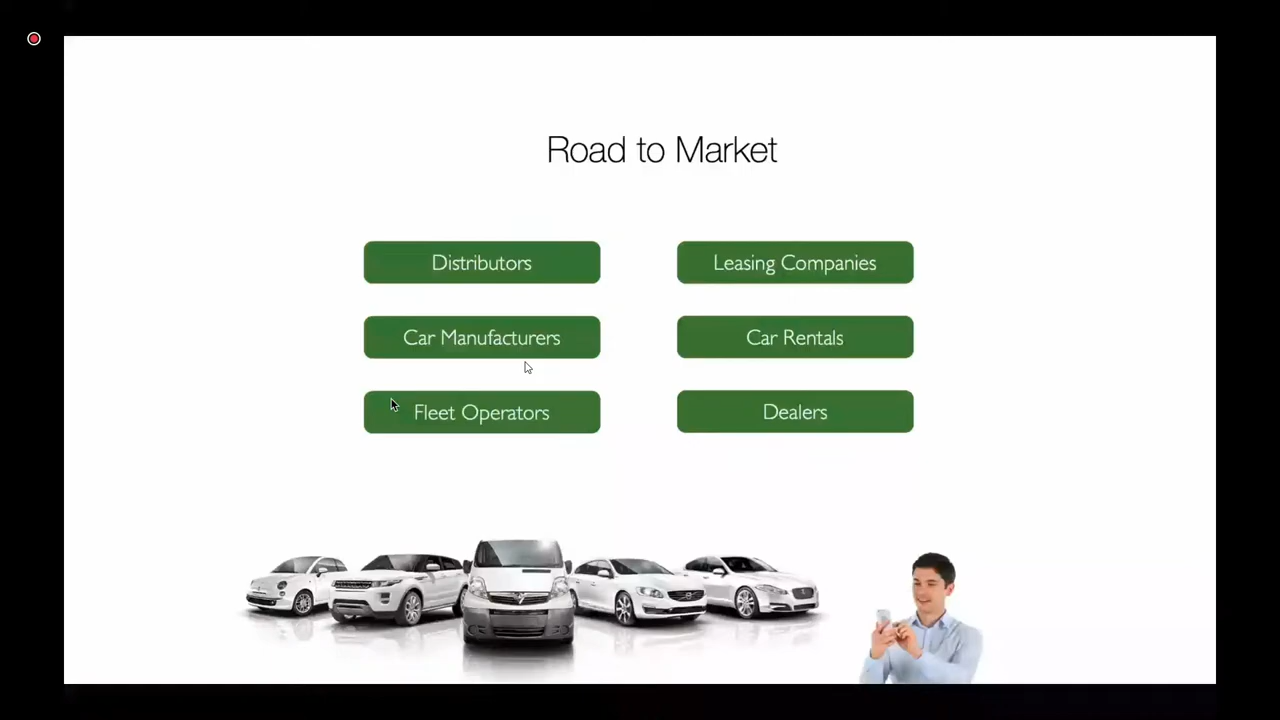 Road to Market
Distributors
Leasing Companies
Car Manufacturers
Car Rentals
Fleet Operators
Dealers